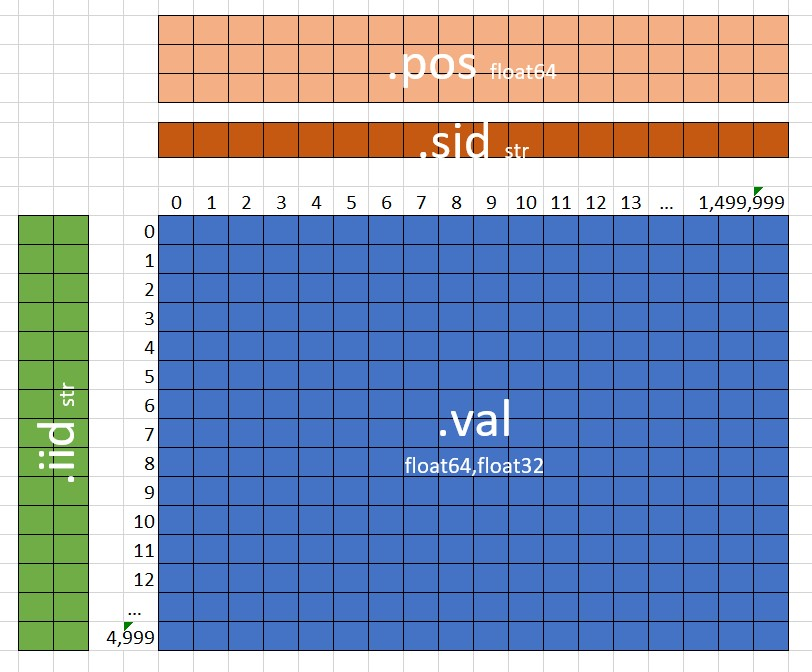 .pos float64
.sid str
0 1 2 3 4 5 6 7 8 9 10 11 12 13 ... 1,499,999
.iid str
0
1
2
3
4
5
6
7
8
9
10
11
12
...
4,999
.val
float64,float32